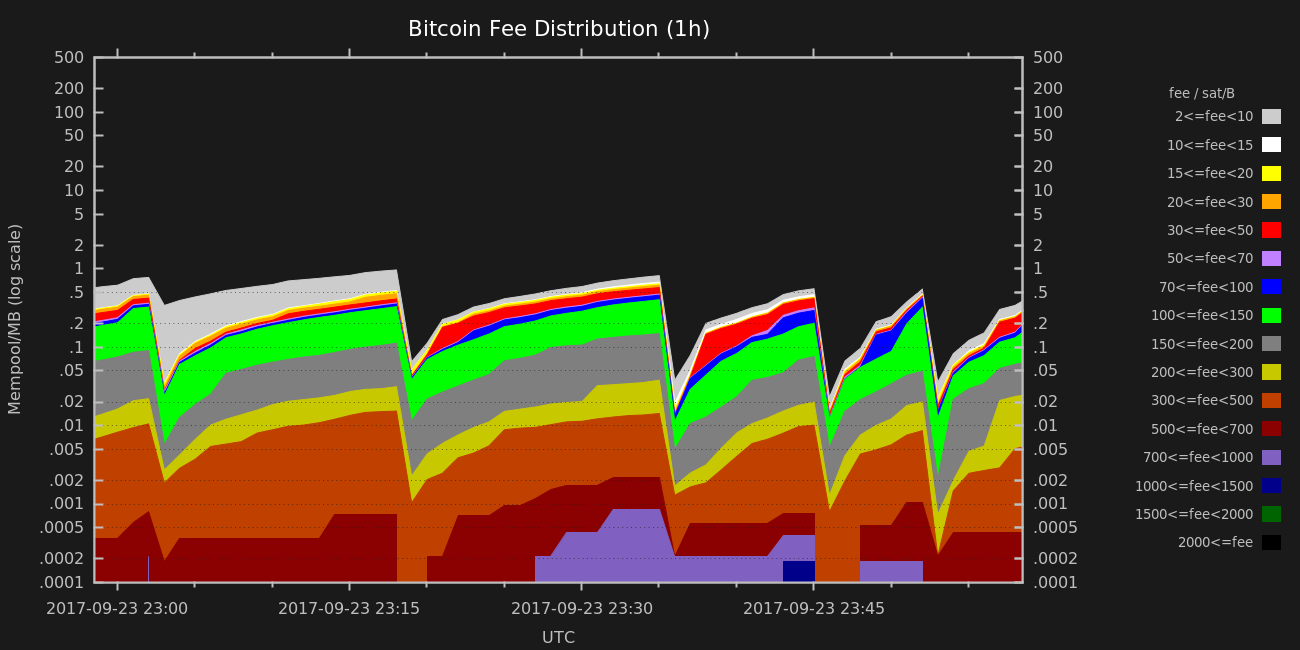 Bitcoin Fee Distribution (1h)
Mempool/MB (log scale)
500
200
100
50
20
10
5
2
1
.5
.2
.1
.05
.02
.01
.005
.002
.001
.0005
.0002
.0001
500
200
100
50
20
10
5
2
1
.5
.2
.1
.05
.02
.01
.005
.002
.001
.0005
.0002
.0001
fee / sat/B
2<=fee<10
10<=fee<15
15<=fee<20
20<=fee<30
30<=fee<50
50<=fee<70
70<=fee<100
100<=fee<150
150<=fee<200
200<=fee<300
300<=fee<500
500<=fee<700
700<=fee<1000
1000<=fee<1500
1500<=fee<2000
2000<=fee
2017-09-23 23:00 2017-09-23 23:15 2017-09-23 23:30 2017-09-23 23:45
UTC